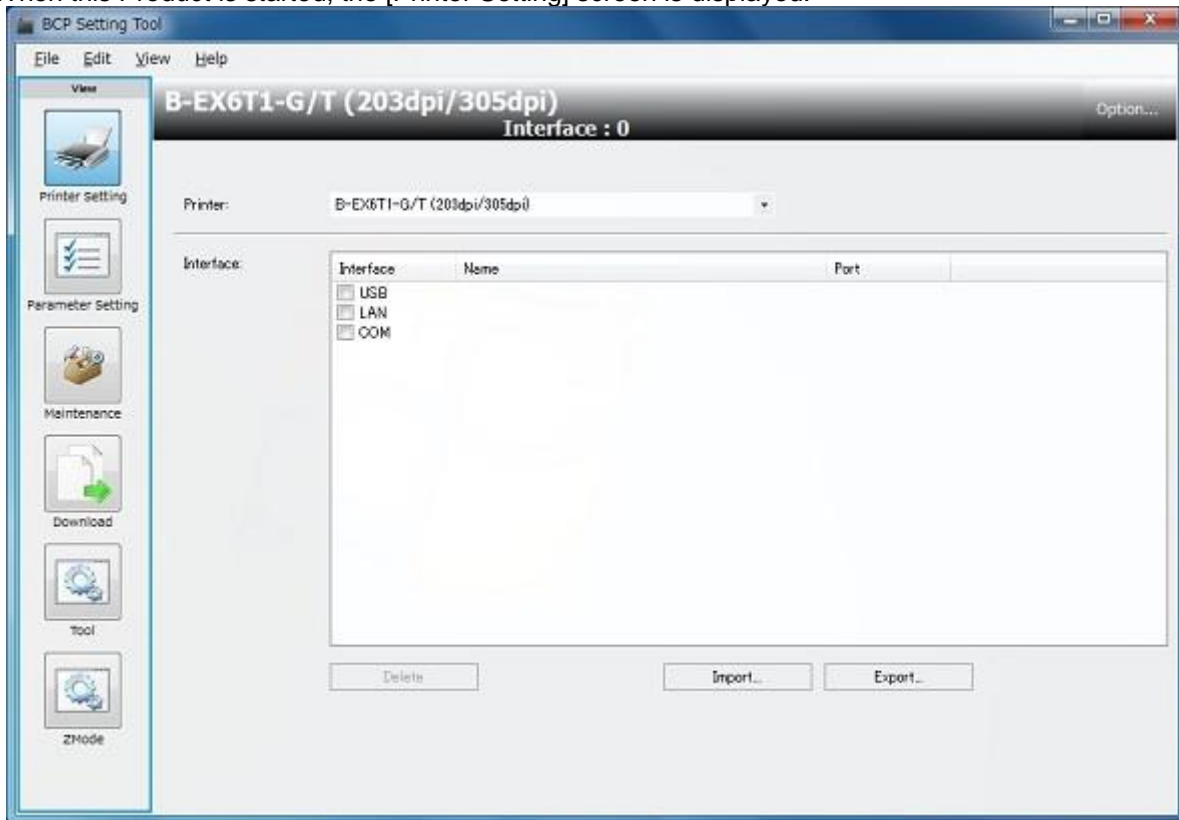 When this Product is started, the [Printer Setting] screen is displayed.
BCP Setting Tool
File Edit View Help
View
B-EX6T1-G/T (203dpi/305dpi)
Interface : 0
Option...
Printer Setting
Printer:
B-EX6T1-G/T (203dpi/305dpi)
Parameter Setting
Interface:
Interface Name Port
USB
LAN
COM
Maintenance
Download
Tool
Delete
Import...
Export...
ZMode